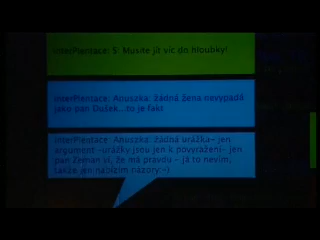 InterPlentace: $ Musíte jít víc do hloubky!
InterPlentace: Anuszka: žádná žena nevypadá
jako pan Dušek...to je fakt
InterPlentace: Anuszka: žádná urážka- jen
argument -urážky jsou jen k povyražení- jen
pan Zeman ví, že má pravdu - já to nevím,
takže jen nabízím názory:-)